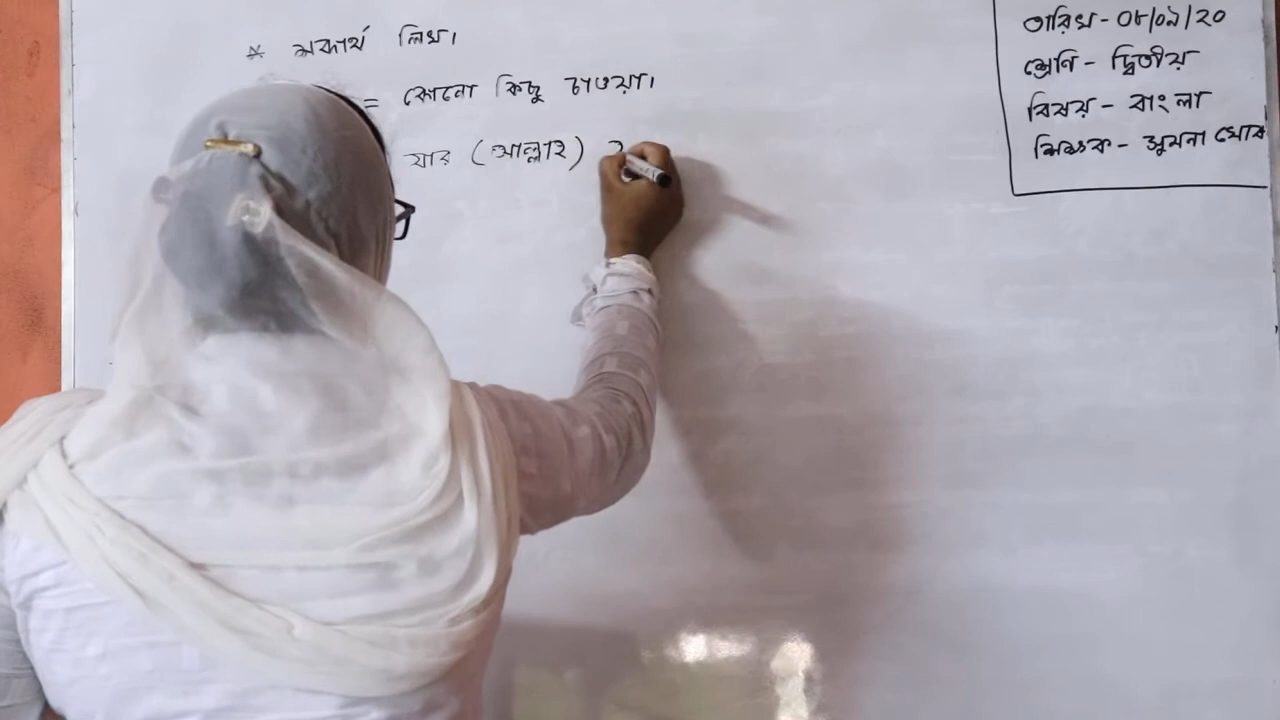 * শব্দার্থ লিখ।
= কোনো কিছু চাওয়া।
যার (আল্লাহ)
তারিখ - ০৮/০৯/২০
শ্রেণি - দ্বিতীয়
বিষয় - বাংলা
শিক্ষক - সুমনা ঘোষ